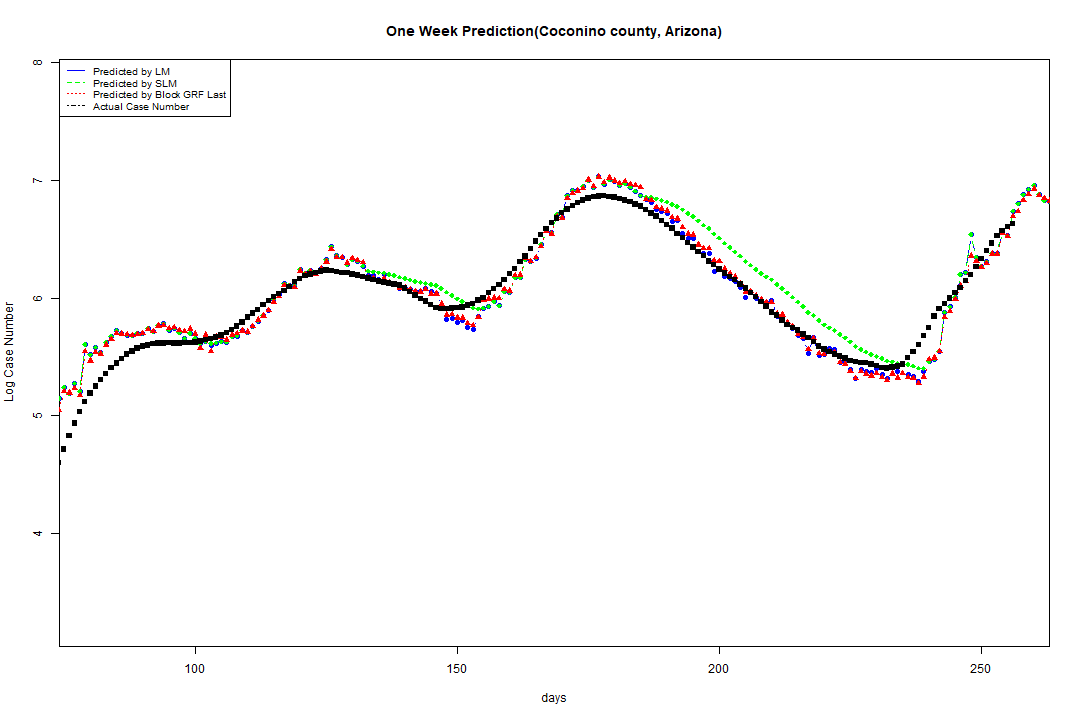 One Week Prediction(Coconino county, Arizona)
Predicted by LM
Predicted by SLM
Predicted by Block GRF Last
Actual Case Number
8
7
6
5
4
Log Case Number
100
150
200
250
days